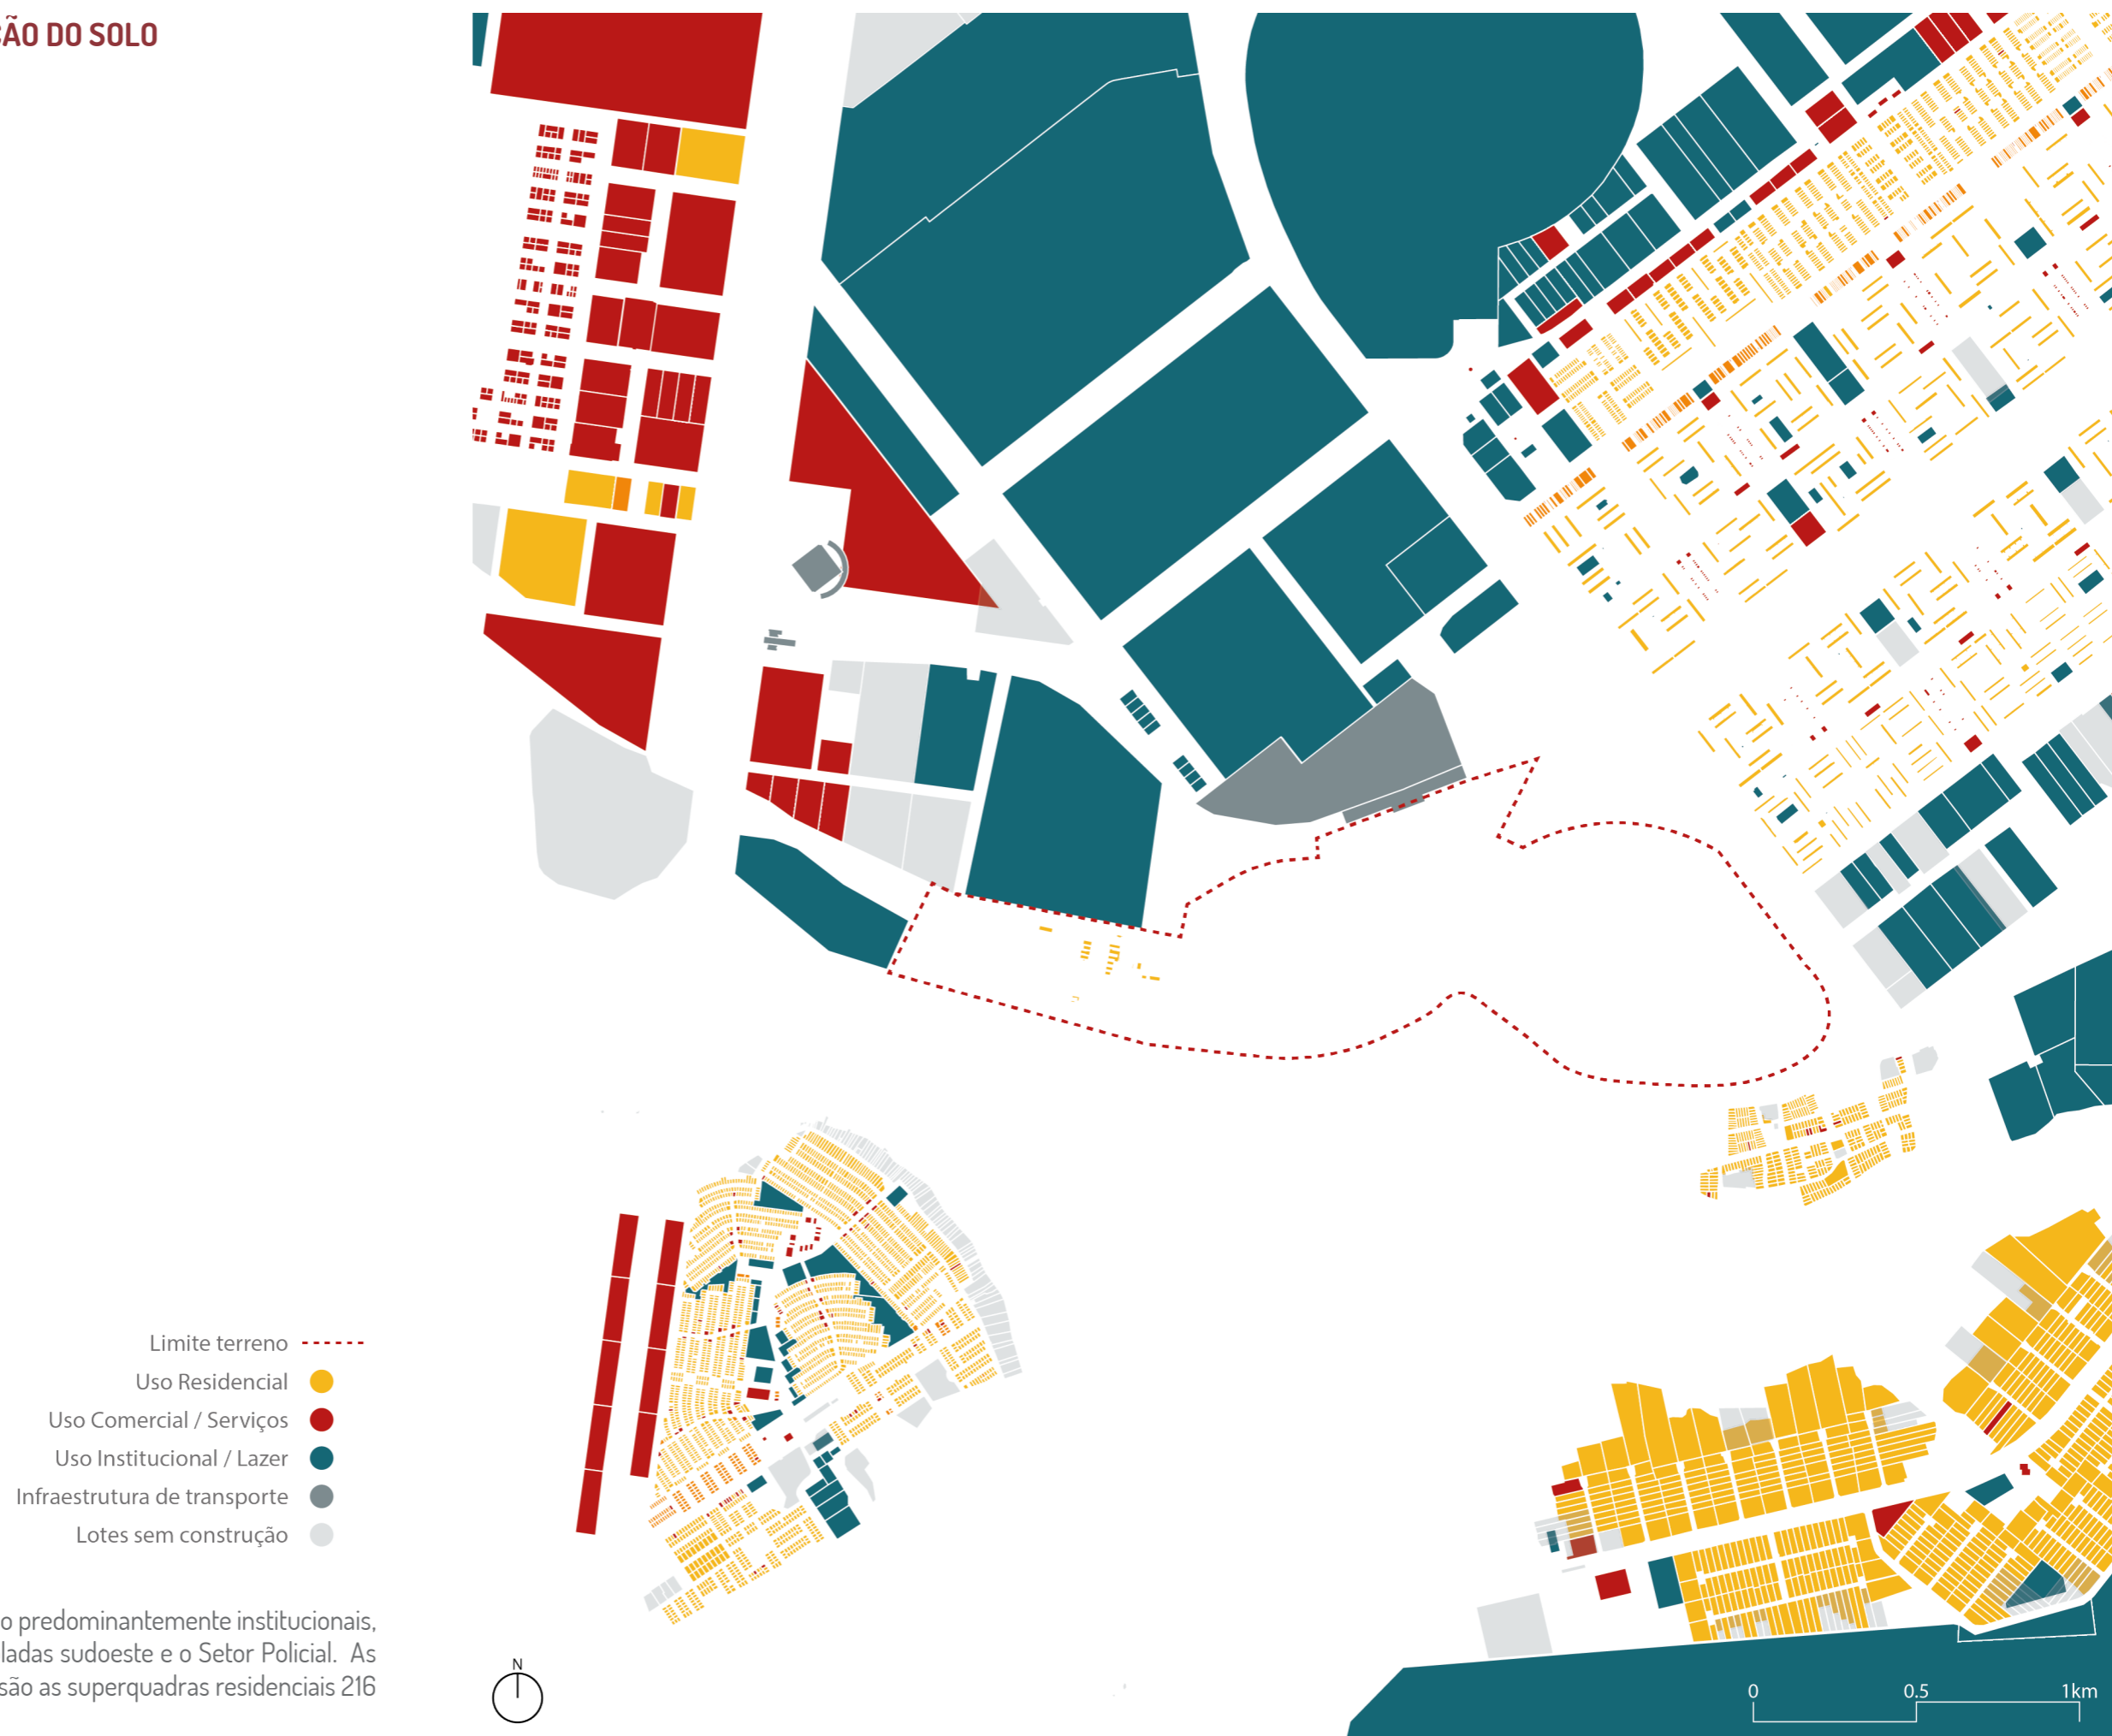 ÃO DO SOLO
Limite terreno
Uso Residencial
Uso Comercial / Serviços
Uso Institucional / Lazer
Infraestrutura de transporte
Lotes sem construção
o predominantemente institucionais,
ladas sudoeste e o Setor Policial. As
são as superquadras residenciais 216
N
0 0.5 1km